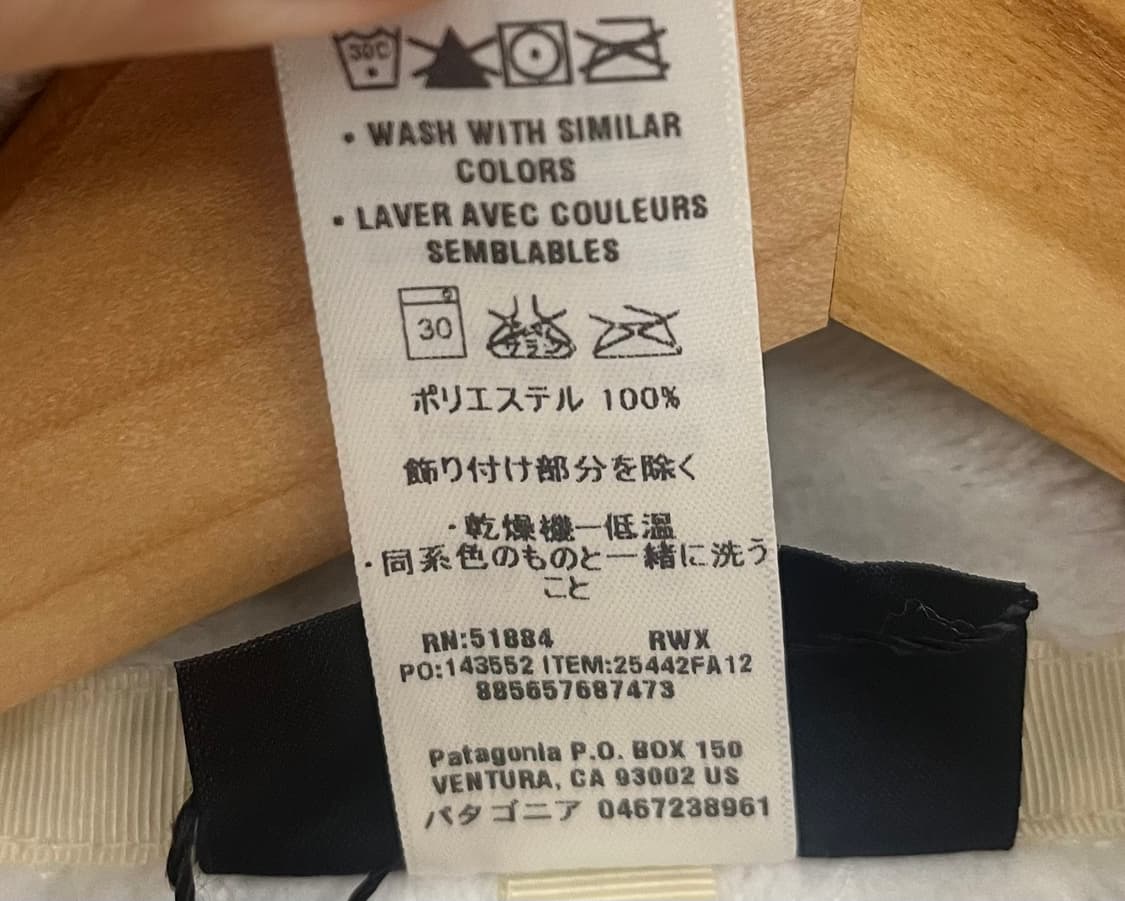 30C
• WASH WITH SIMILAR
COLORS
• LAVER AVEC COULEURS
SEMBLABLES
30
ポリエステル 100%
飾り付け部分を除く
・乾燥機ー低温
・同系色のものと一緒に洗う
こと
RN:51884 RWX
PO:143552 ITEM:25442FA12
885657687473
Patagonia P.O. BOX 150
VENTURA, CA 93002 US
パタゴニア 0467238961